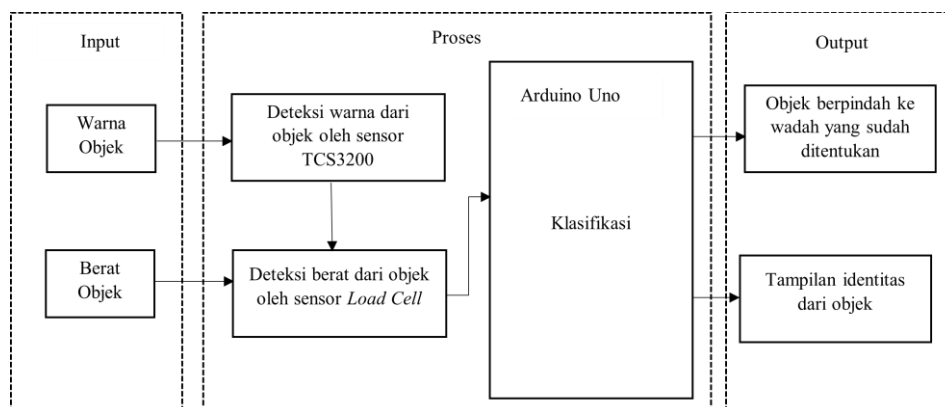 Input
Proses
Output
Warna
Objek
Deteksi warna dari
objek oleh sensor
TCS3200
Arduino Uno
Objek berpindah ke
wadah yang sudah
ditentukan
Klasifikasi
Berat
Objek
Deteksi berat dari objek
oleh sensor Load Cell
Tampilan identitas
dari objek